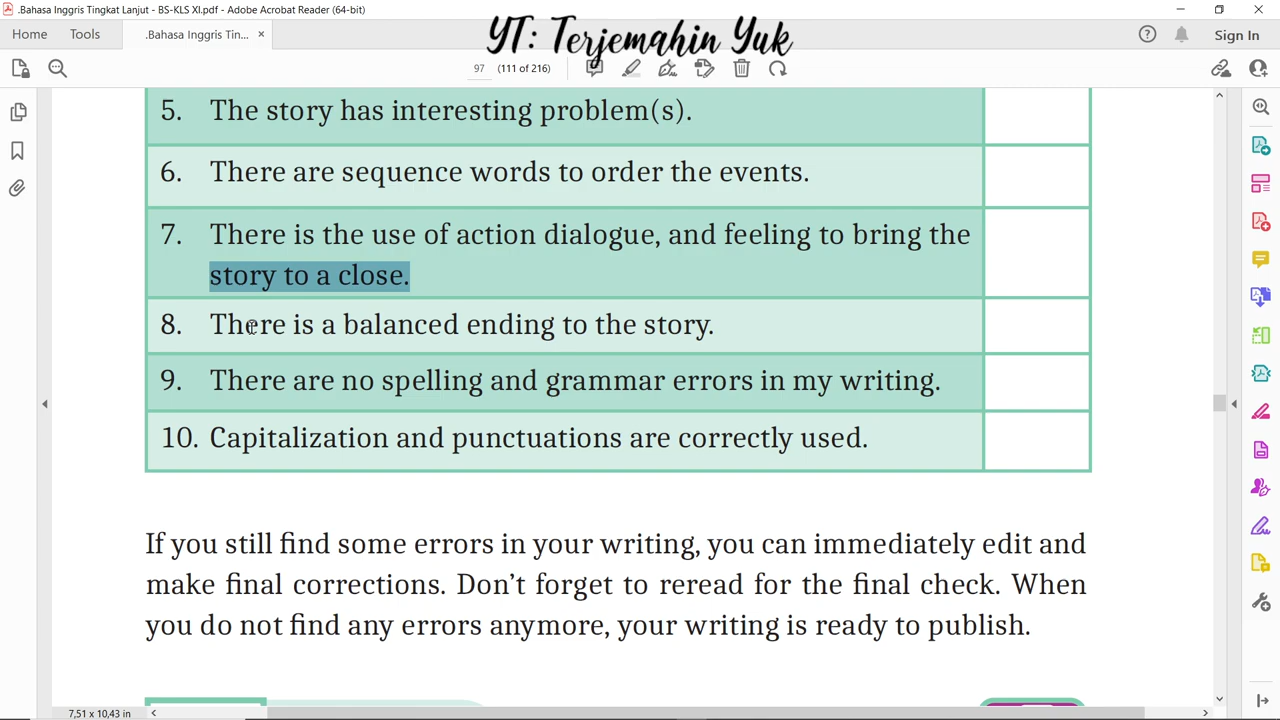 .Bahasa Inggris Tingkat Lanjut - BS-KLS XI.pdf - Adobe Acrobat Reader (64-bit)
YT: Terjemahin Yuk
Home Tools .Bahasa Inggris Tin... × Sign In
97 (111 of 216)
5. The story has interesting problem(s).
6. There are sequence words to order the events.
7. There is the use of action dialogue, and feeling to bring the
story to a close.
8. There is a balanced ending to the story.
9. There are no spelling and grammar errors in my writing.
10. Capitalization and punctuations are correctly used.
If you still find some errors in your writing, you can immediately edit and
make final corrections. Don’t forget to reread for the final check. When
you do not find any errors anymore, your writing is ready to publish.
7,51 x 10,43 in